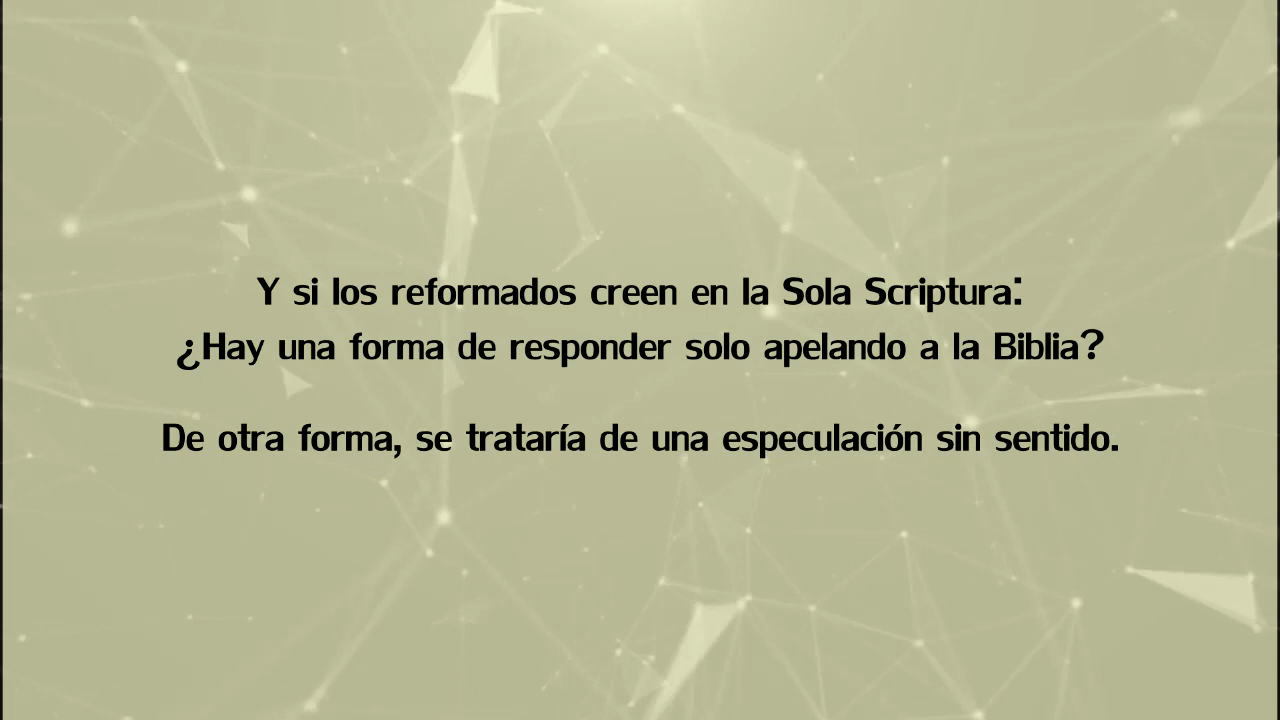 Y si los reformados creen en la Sola Scriptura:
¿Hay una forma de responder solo apelando a la Biblia?
De otra forma, se trataría de una especulación sin sentido.